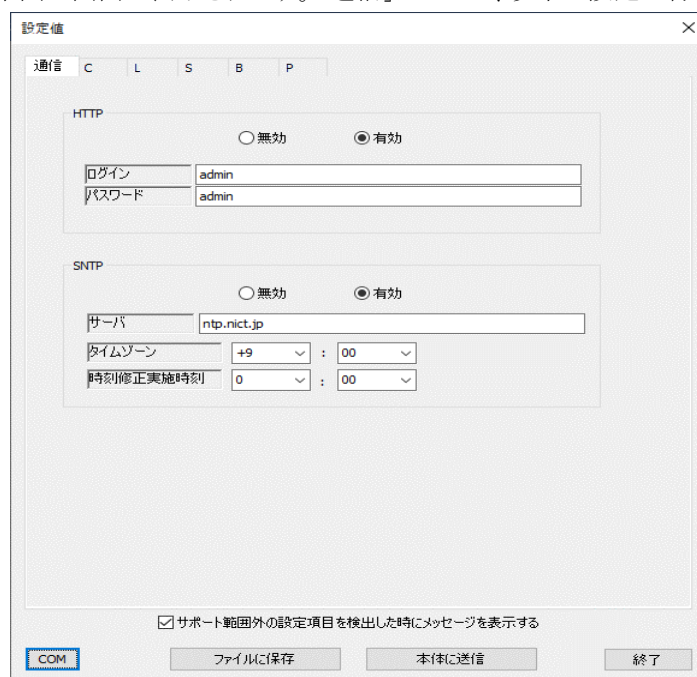 設定値
通信 C L S B P
HTTP
無効 有効
ログイン admin
パスワード admin
SNTP
無効 有効
サーバ ntp.nict.jp
タイムゾーン +9 : 00
時刻修正実施時刻 0 : 00
サポート範囲外の設定項目を検出した時にメッセージを表示する
COM ファイルに保存 本体に送信 終了